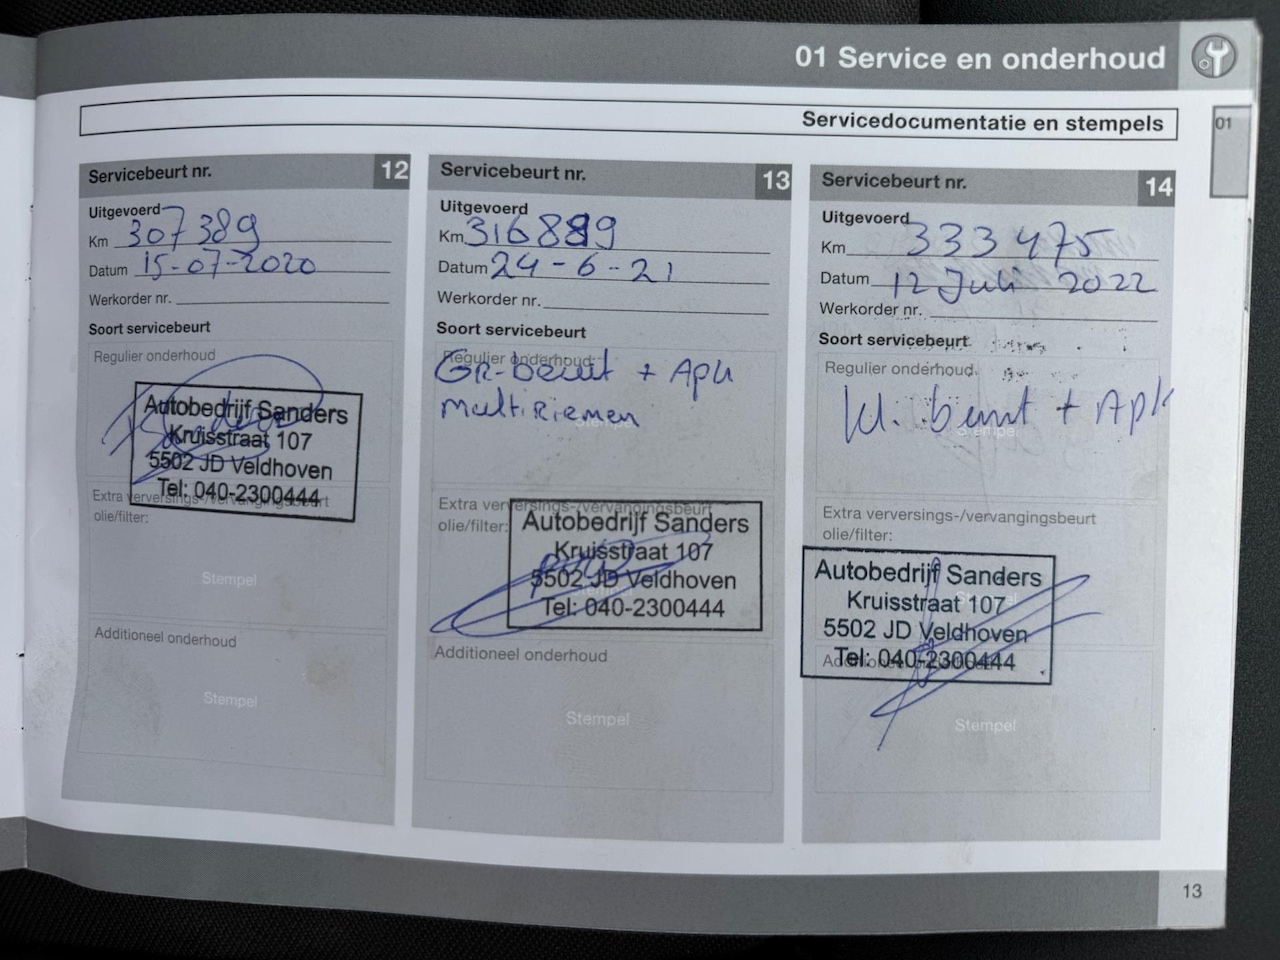 01 Service en onderhoud
Servicedocumentatie en stempels
01
Servicebeurt nr. 12
Uitgevoerd
Km 307389
Datum 15-07-2020
Werkorder nr.
Soort servicebeurt
Regulier onderhoud
Autobedrijf Sanders
Kruisstraat 107
5502 JD Veldhoven
Tel: 040-2300444
Extra verversings-/vervangingsbeurt
olie/filter:
Stempel
Additioneel onderhoud
Stempel
Servicebeurt nr. 13
Uitgevoerd
Km 316889
Datum 24-6-21
Werkorder nr.
Soort servicebeurt
Regulier onderhoud:
GR-beurt + Apk
multiRiemen
Stempel
Extra verversings-/vervangingsbeurt
olie/filter:
Autobedrijf Sanders
Kruisstraat 107
5502 JD Veldhoven
Tel: 040-2300444
Additioneel onderhoud
Stempel
Servicebeurt nr. 14
Uitgevoerd
Km 333475
Datum 12 Juli 2022
Werkorder nr.
Soort servicebeurt
Regulier onderhoud
kl. beurt + Apk
Stempel
Extra verversings-/vervangingsbeurt
olie/filter:
Autobedrijf Sanders
Kruisstraat 107
5502 JD Veldhoven
Tel: 040-2300444
Stempel
13